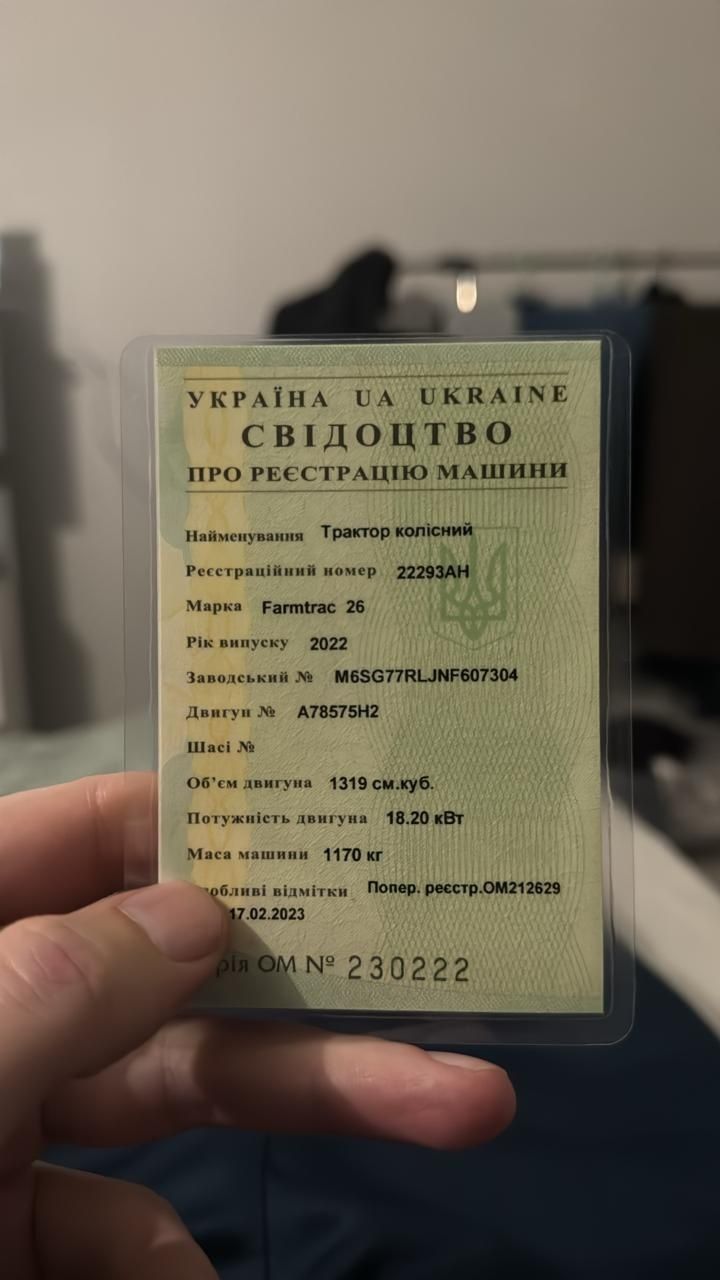 УКРАЇНА UA UKRAINE
СВІДОЦТВО
ПРО РЕЄСТРАЦІЮ МАШИНИ
Найменування Трактор колісний
Реєстраційний номер 22293АН
Марка Farmtrac 26
Рік випуску 2022
Заводський № M6SG77RLJNF607304
Двигун № A78575H2
Шасі №
Об'єм двигуна 1319 см.куб.
Потужність двигуна 18.20 кВт
Маса машини 1170 кг
відмітки Попер. реєстр.ОМ212629
17.02.2023
ОМ № 230222